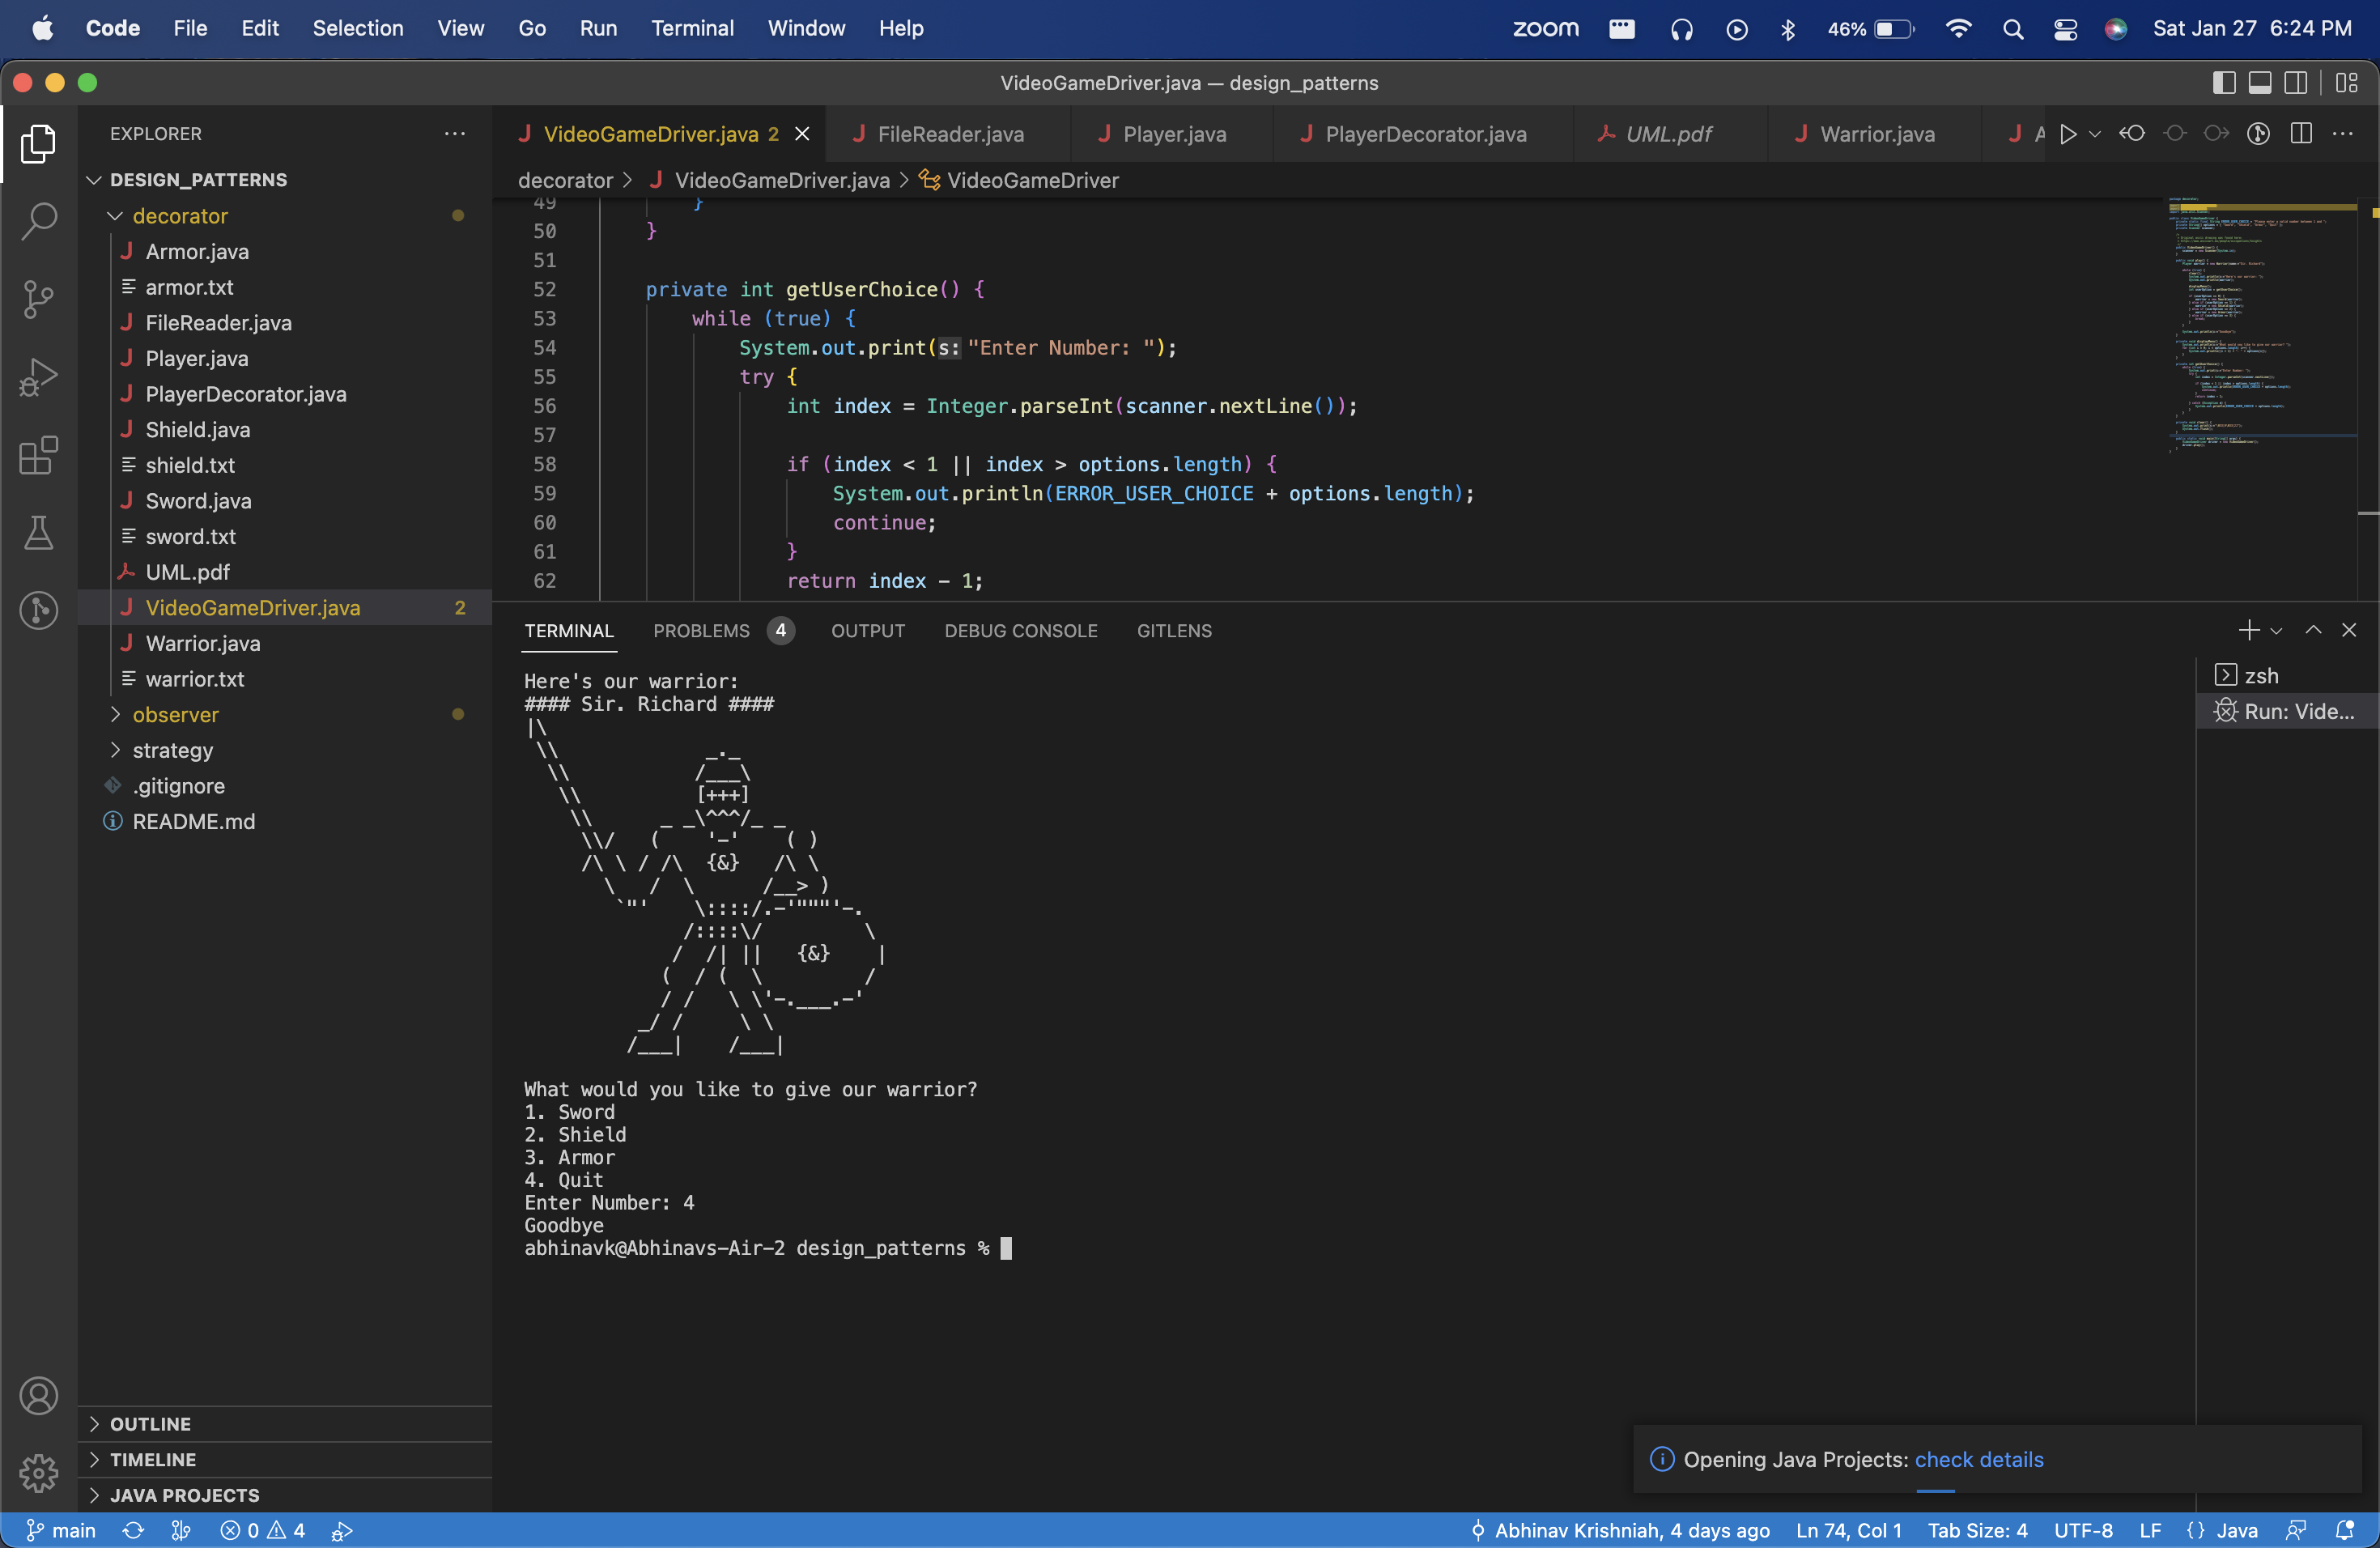 Code File Edit Selection View Go Run Terminal Window Help zoom 46% Sat Jan 27 6:24 PM
VideoGameDriver.java — design_patterns
EXPLORER
DESIGN_PATTERNS
decorator
Armor.java
armor.txt
FileReader.java
Player.java
PlayerDecorator.java
Shield.java
shield.txt
Sword.java
sword.txt
UML.pdf
VideoGameDriver.java 2
Warrior.java
warrior.txt
observer
strategy
.gitignore
README.md
OUTLINE
TIMELINE
JAVA PROJECTS
VideoGameDriver.java 2 FileReader.java Player.java PlayerDecorator.java UML.pdf Warrior.java A
decorator > VideoGameDriver.java > VideoGameDriver
49 }
50 }
51
52 private int getUserChoice() {
53 while (true) {
54 System.out.print(s: "Enter Number: ");
55 try {
56 int index = Integer.parseInt(scanner.nextLine());
57
58 if (index < 1 || index > options.length) {
59 System.out.println(ERROR_USER_CHOICE + options.length);
60 continue;
61 }
62 return index - 1;
TERMINAL PROBLEMS 4 OUTPUT DEBUG CONSOLE GITLENS
zsh
Run: Vide...
Here's our warrior:
#### Sir. Richard ####
What would you like to give our warrior?
1. Sword
2. Shield
3. Armor
4. Quit
Enter Number: 4
Goodbye
abhinavk@Abhinavs-Air-2 design_patterns %
Opening Java Projects: check details
main 0 4 Abhinav Krishniah, 4 days ago Ln 74, Col 1 Tab Size: 4 UTF-8 LF {} Java